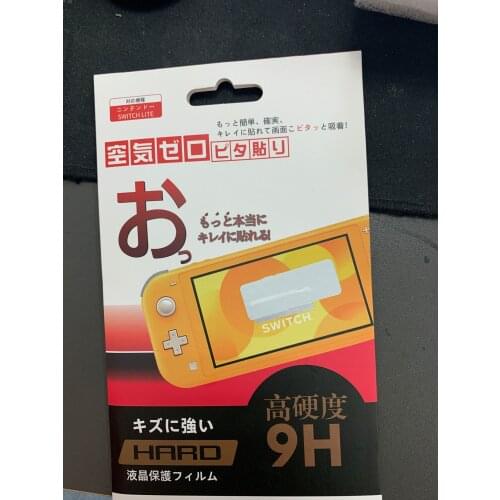 対応機種
ニンテンドー
SWITCH LITE
もっと簡単、確実、
キレイに貼れて画面こピタッと吸着!
空気ゼロピタ貼り
おっ
もっと本当に
キレイに貼れる!
SWITCH
キズに強い
高硬度
HARD
9H
液晶保護フィルム